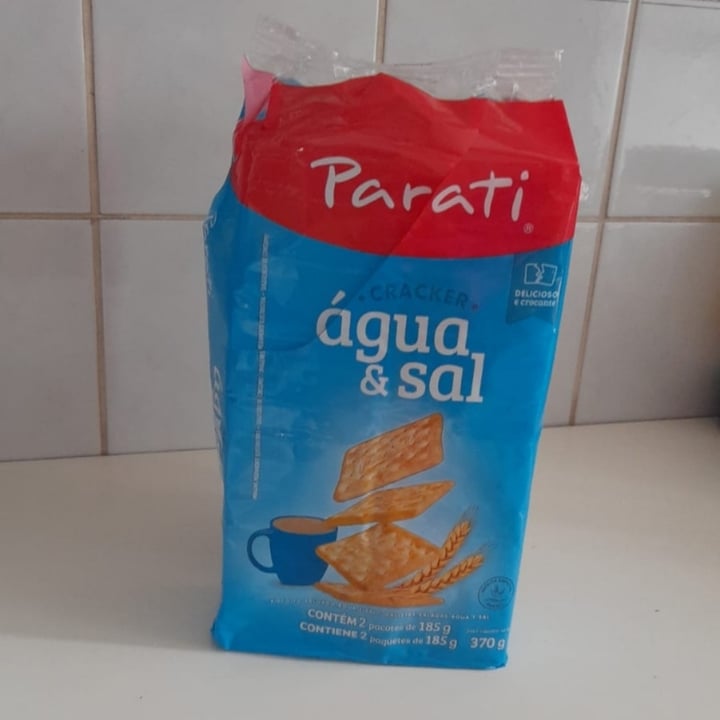 Parati
®
CRACKER
água
& sal
DELICIOSO
e crocante
CONTÉM 2 pacotes de 185 g
CONTIENE 2 paquetes de 185 g
370 g